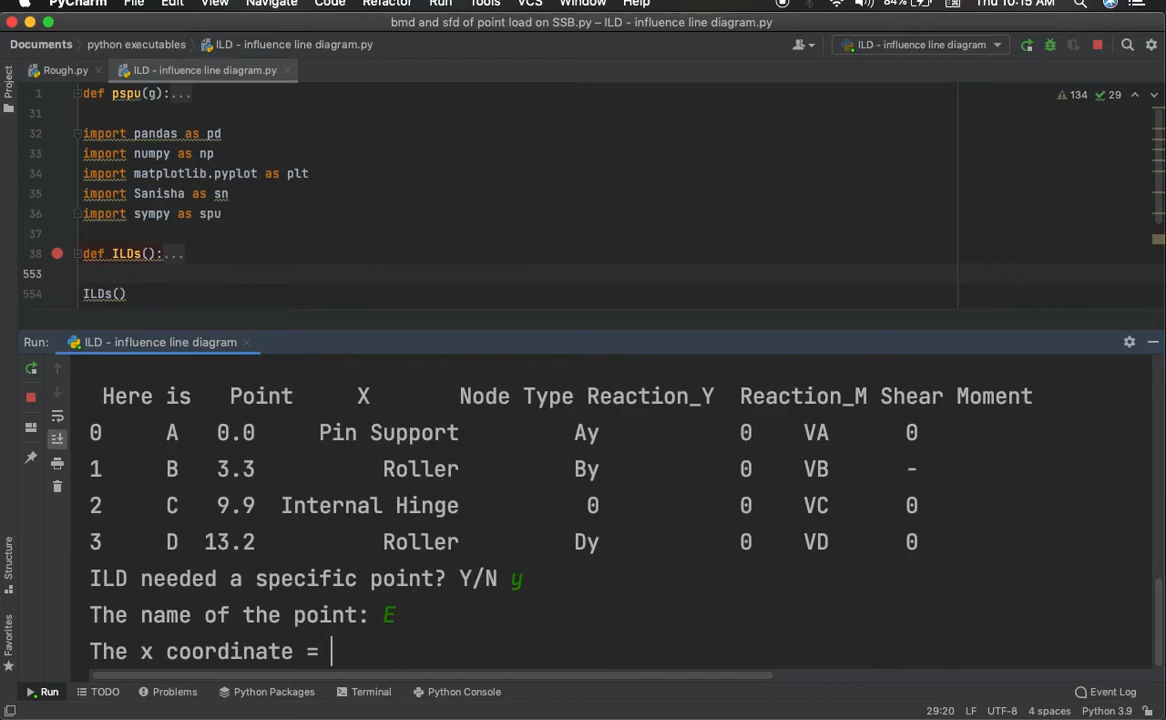 PyCharm File Edit View Navigate Code Refactor Run Tools VCS Window Help 84% Thu 10:15 AM
bmd and sfd of point load on SSB.py – ILD - influence line diagram.py
Documents python executables ILD - influence line diagram.py ILD - influence line diagram
Rough.py ILD - influence line diagram.py
Project
1 def pspu(g):... 134 29
31
32 import pandas as pd
33 import numpy as np
34 import matplotlib.pyplot as plt
35 import Sanisha as sn
36 import sympy as spu
37
38 def ILDs():...
553
554 ILDs()
Run: ILD - influence line diagram
Here is Point X Node Type Reaction_Y Reaction_M Shear Moment
0 A 0.0 Pin Support Ay 0 VA 0
1 B 3.3 Roller By 0 VB -
2 C 9.9 Internal Hinge 0 0 VC 0
3 D 13.2 Roller Dy 0 VD 0
ILD needed a specific point? Y/N y
The name of the point: E
The x coordinate =
Structure
Favorites
Run TODO Problems Python Packages Terminal Python Console Event Log
29:20 LF UTF-8 4 spaces Python 3.9